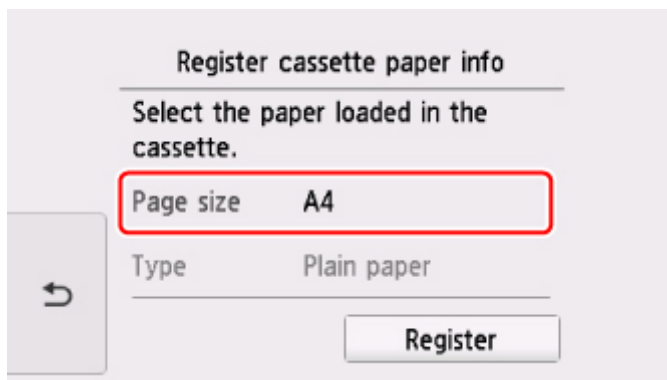 Register cassette paper info
Select the paper loaded in the
cassette.
Page size A4
Type Plain paper
Register